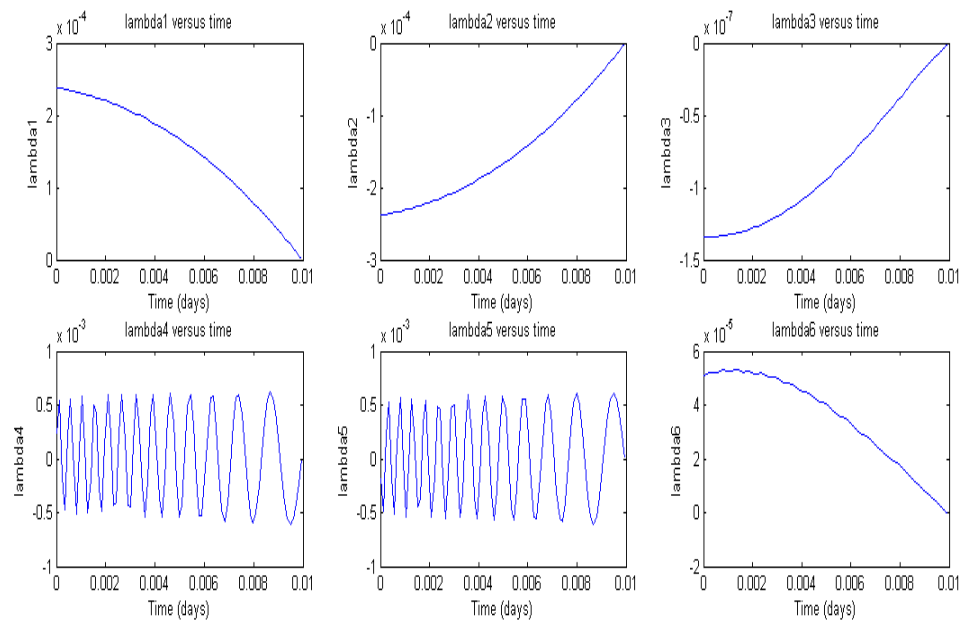 x 10^-4
lambda1 versus time
3
2
1
0
lambda1
0 0.002 0.004 0.006 0.008 0.01
Time (days)
x 10^-4
lambda2 versus time
0
-1
-2
-3
lambda2
0 0.002 0.004 0.006 0.008 0.01
Time (days)
x 10^-7
lambda3 versus time
0
-0.5
-1
-1.5
lambda3
0 0.002 0.004 0.006 0.008 0.01
Time (days)
x 10^-3
lambda4 versus time
1
0.5
0
-0.5
-1
lambda4
0 0.002 0.004 0.006 0.008 0.01
Time (days)
x 10^-3
lambda5 versus time
1
0.5
0
-0.5
-1
lambda5
0 0.002 0.004 0.006 0.008 0.01
Time (days)
x 10^-5
lambda6 versus time
6
4
2
0
-2
lambda6
0 0.002 0.004 0.006 0.008 0.01
Time (days)